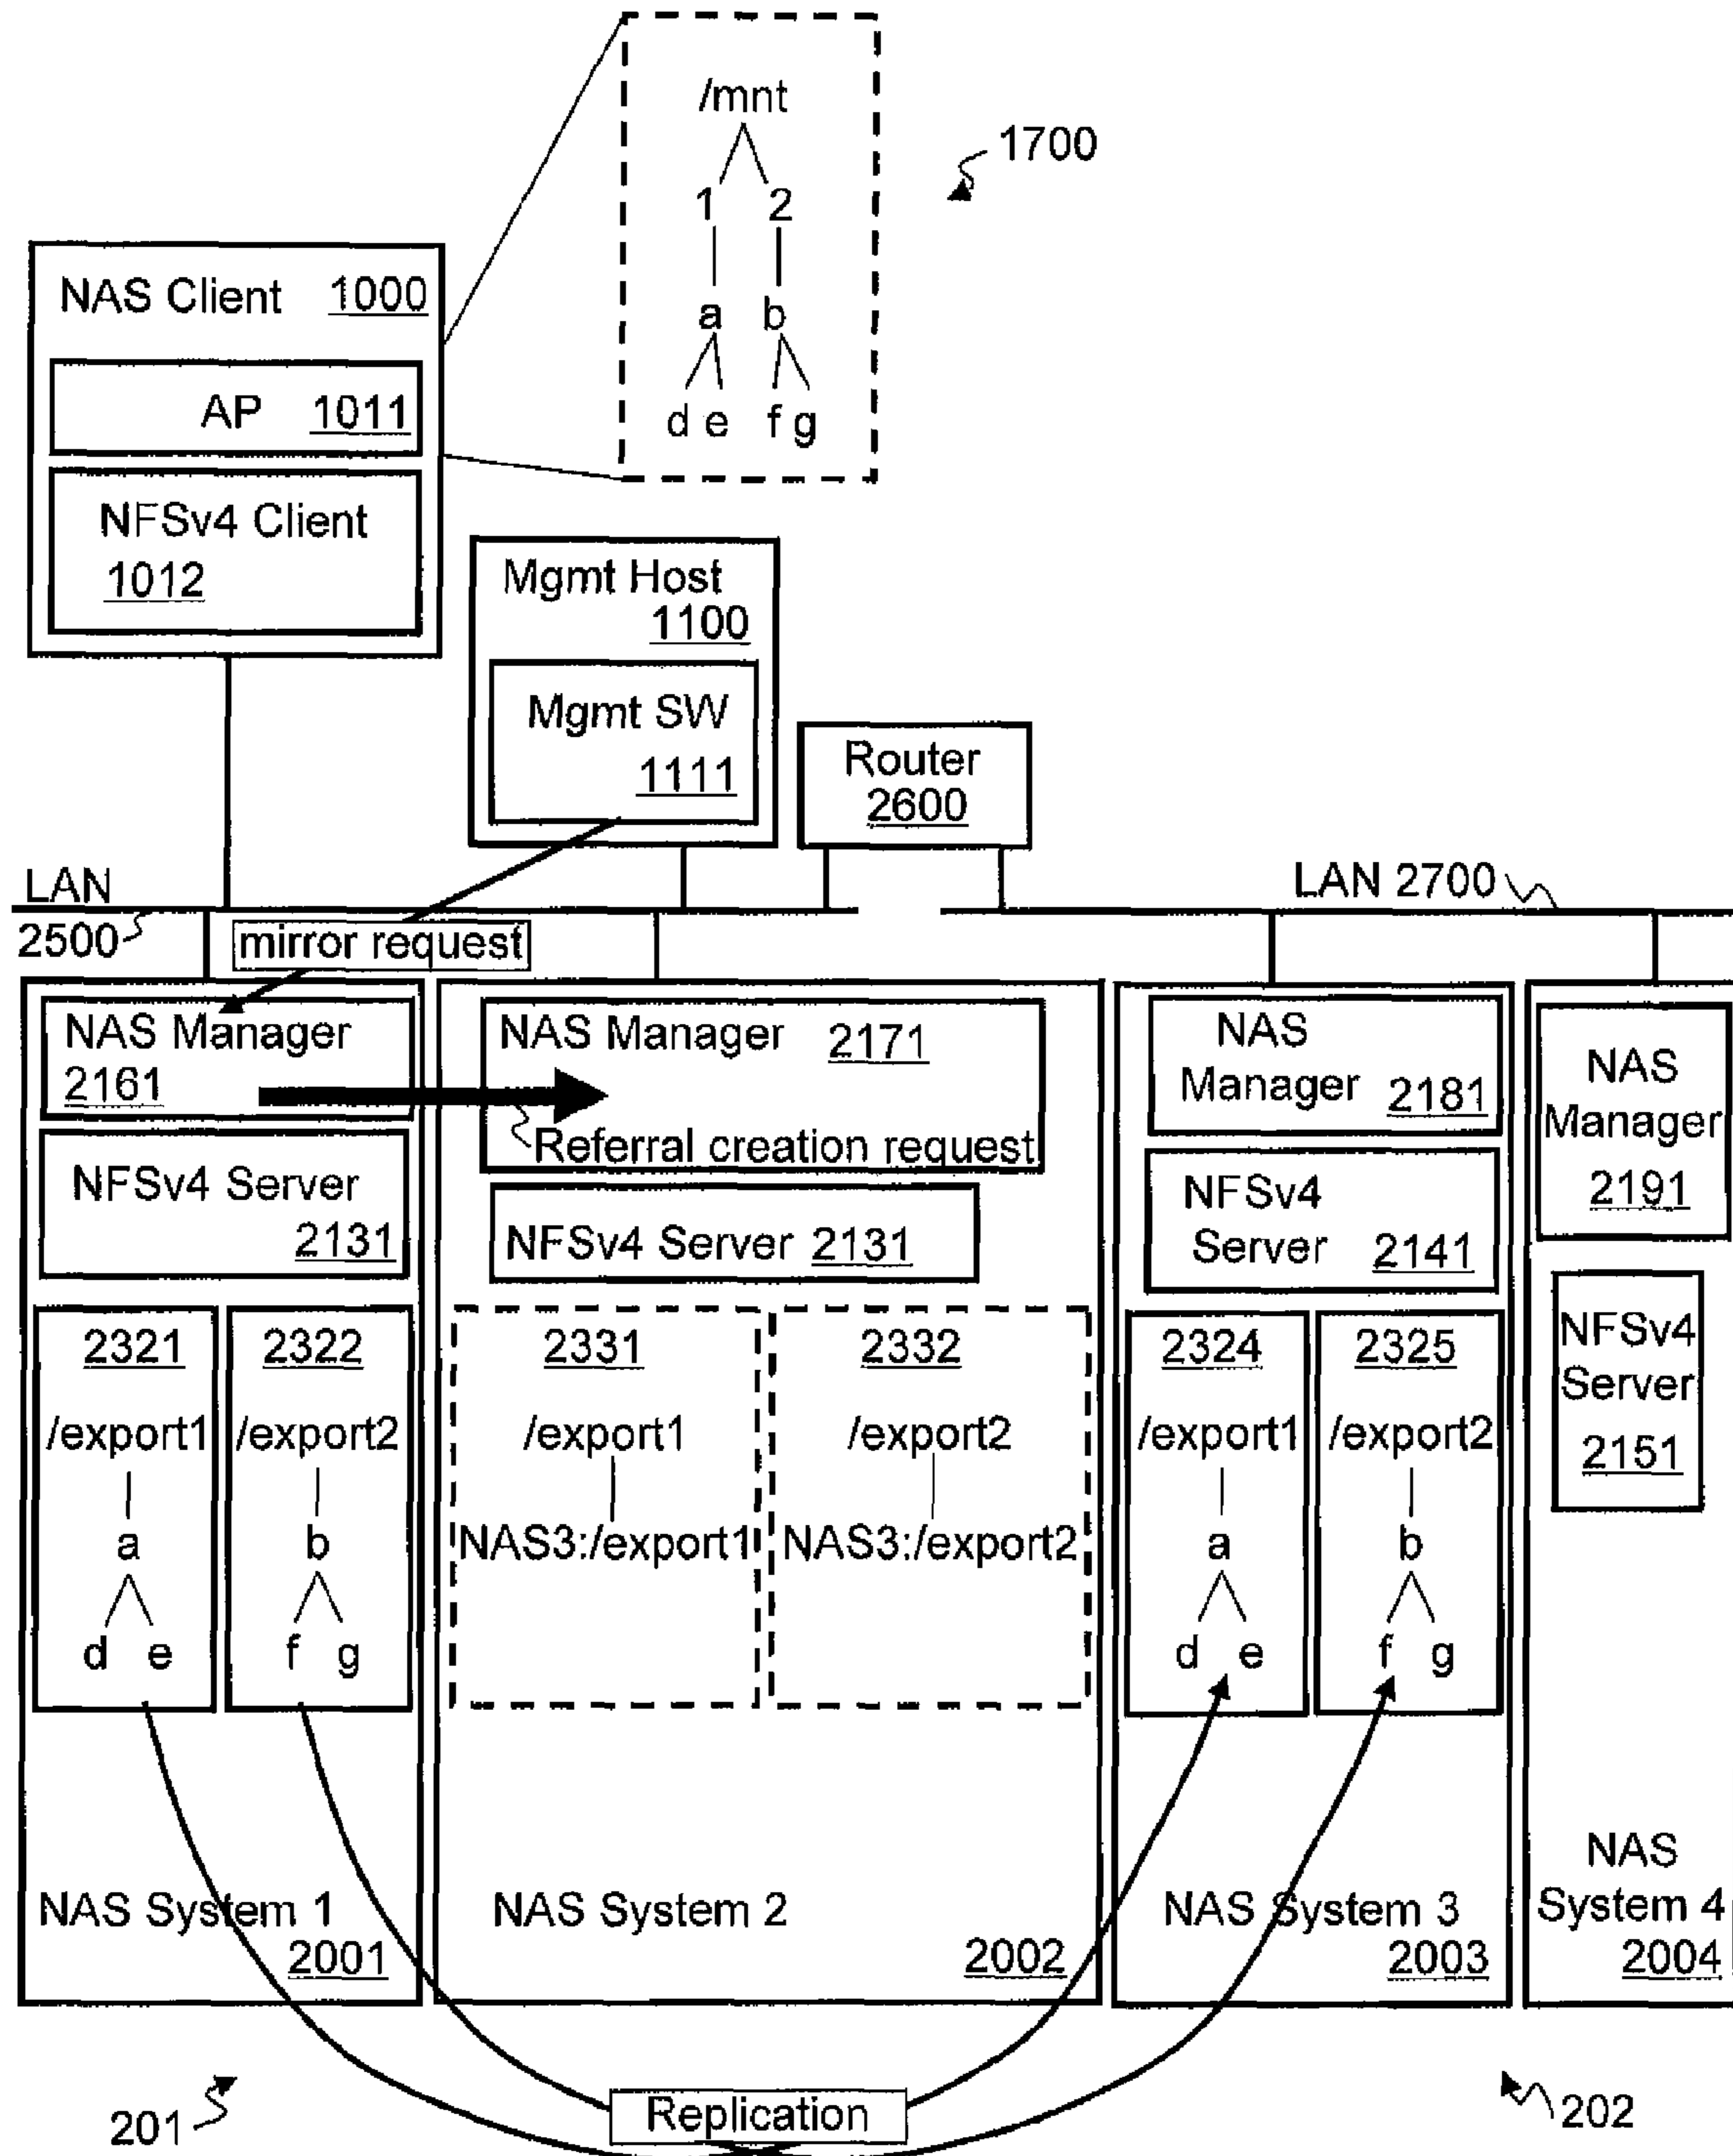 /mnt
1700
1 2
a b
d e f g
NAS Client 1000
AP 1011
NFSv4 Client
1012
Mgmt Host
1100
Mgmt SW
1111
Router
2600
LAN
2500
LAN 2700
mirror request
NAS Manager
2161
NAS Manager 2171
Referral creation request
NAS
Manager 2181
NAS
Manager
2191
NFSv4 Server
2131
NFSv4 Server 2131
NFSv4
Server 2141
NFSv4
Server
2151
2321
/export1
a
d e
2322
/export2
b
f g
2331
/export1
NAS3:/export1
2332
/export2
NAS3:/export2
2324
/export1
a
d e
2325
/export2
b
f g
NAS System 1
2001
NAS System 2
2002
NAS System 3
2003
NAS
System 4
2004
201
Replication
202